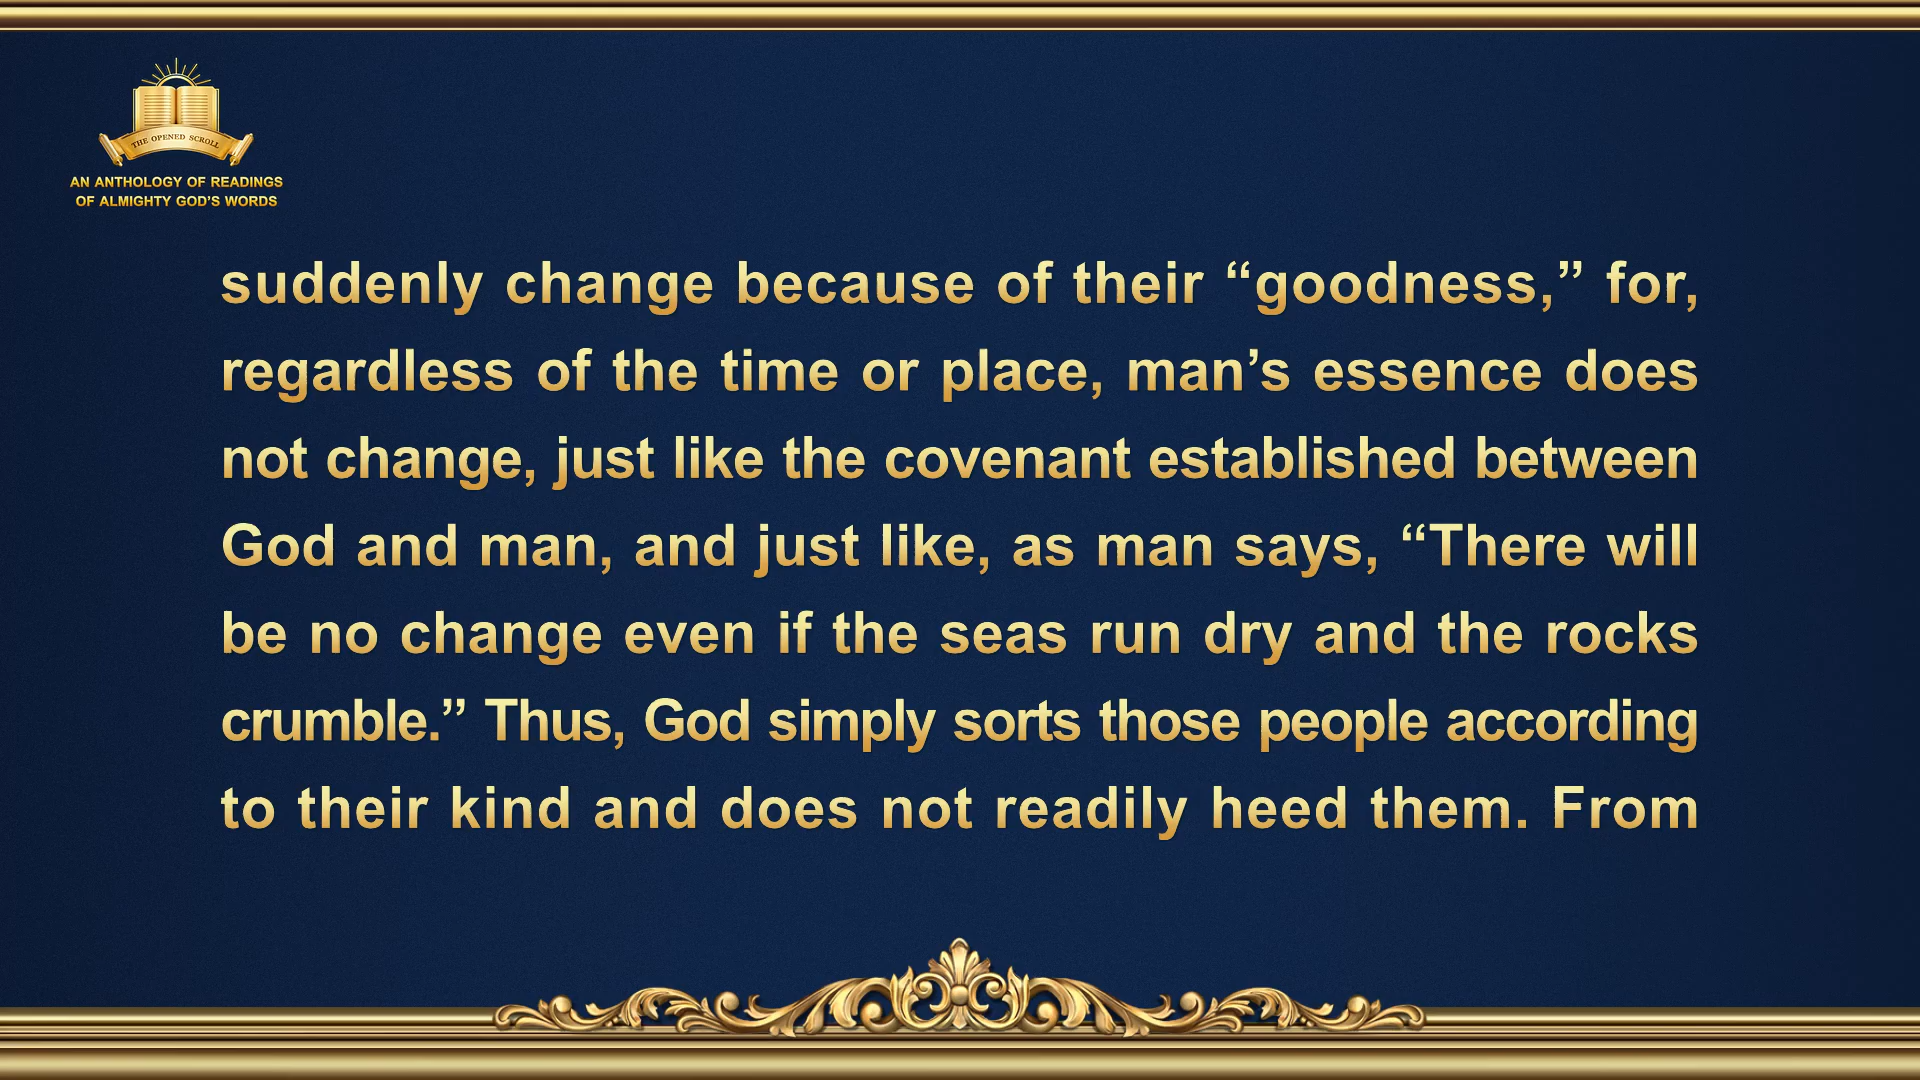 THE OPENED SCROLL
AN ANTHOLOGY OF READINGS
OF ALMIGHTY GOD’S WORDS
suddenly change because of their “goodness,” for,
regardless of the time or place, man’s essence does
not change, just like the covenant established between
God and man, and just like, as man says, “There will
be no change even if the seas run dry and the rocks
crumble.” Thus, God simply sorts those people according
to their kind and does not readily heed them. From